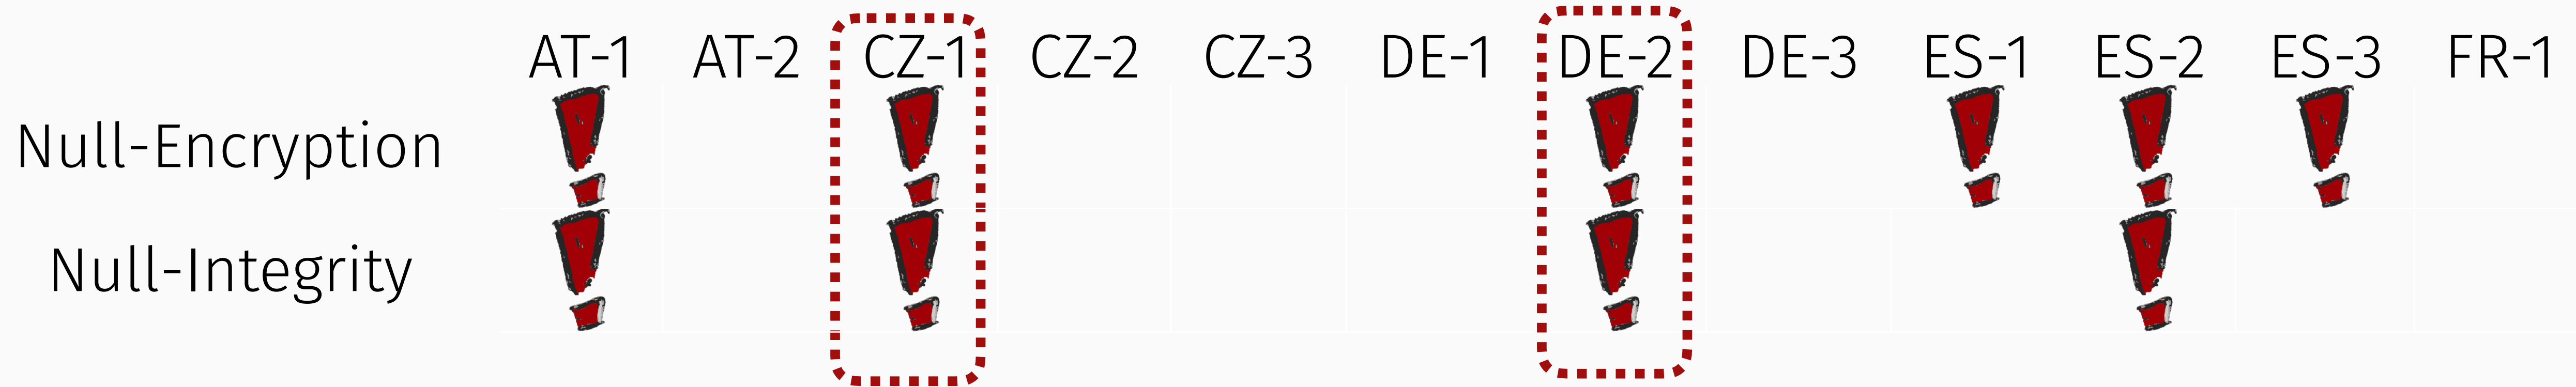 AT-1 AT-2 CZ-1 CZ-2 CZ-3 DE-1 DE-2 DE-3 ES-1 ES-2 ES-3 FR-1
Null-Encryption
Null-Integrity